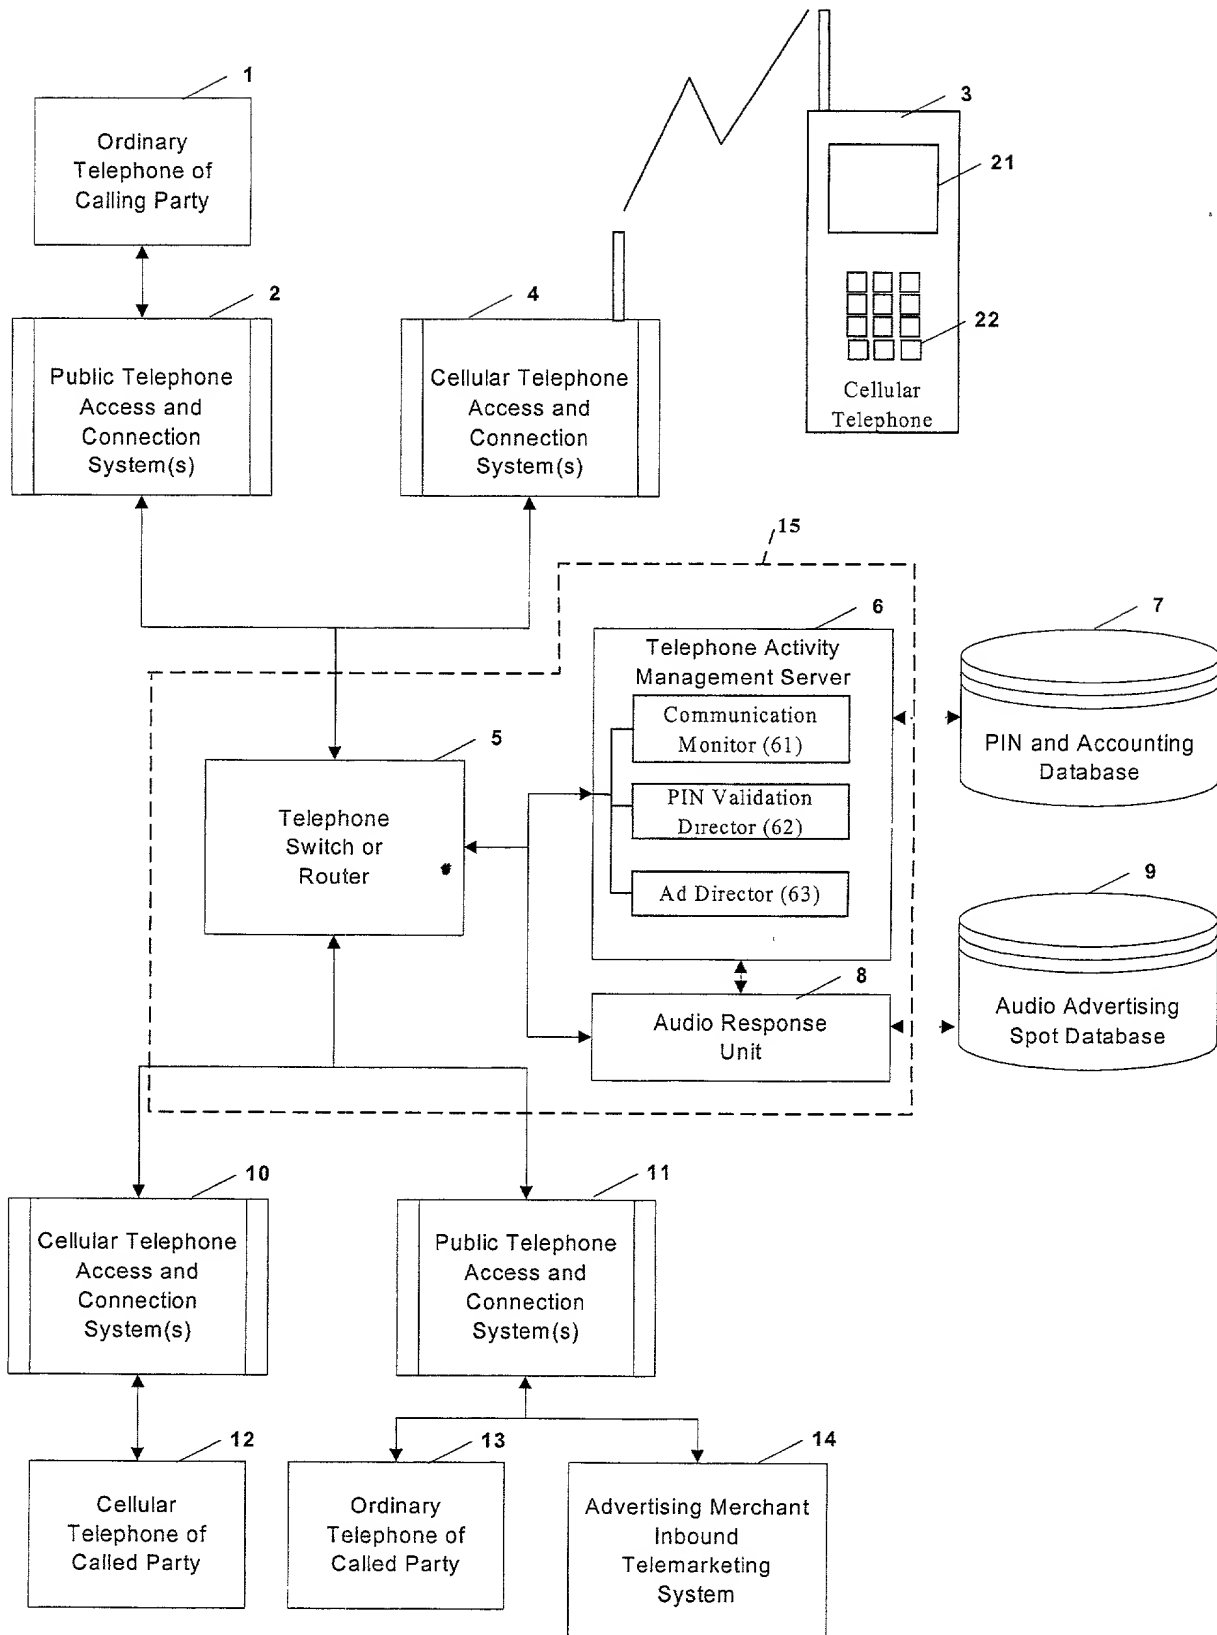 1
Ordinary
Telephone of
Calling Party
2
Public Telephone
Access and
Connection
System(s)
4
Cellular Telephone
Access and
Connection
System(s)
3
21
22
Cellular
Telephone
15
6
Telephone Activity
Management Server
Communication
Monitor (61)
PIN Validation
Director (62)
Ad Director (63)
7
PIN and Accounting
Database
5
Telephone
Switch or
Router
8
Audio Response
Unit
9
Audio Advertising
Spot Database
10
Cellular Telephone
Access and
Connection
System(s)
11
Public Telephone
Access and
Connection
System(s)
12
Cellular
Telephone of
Called Party
13
Ordinary
Telephone of
Called Party
14
Advertising Merchant
Inbound
Telemarketing
System